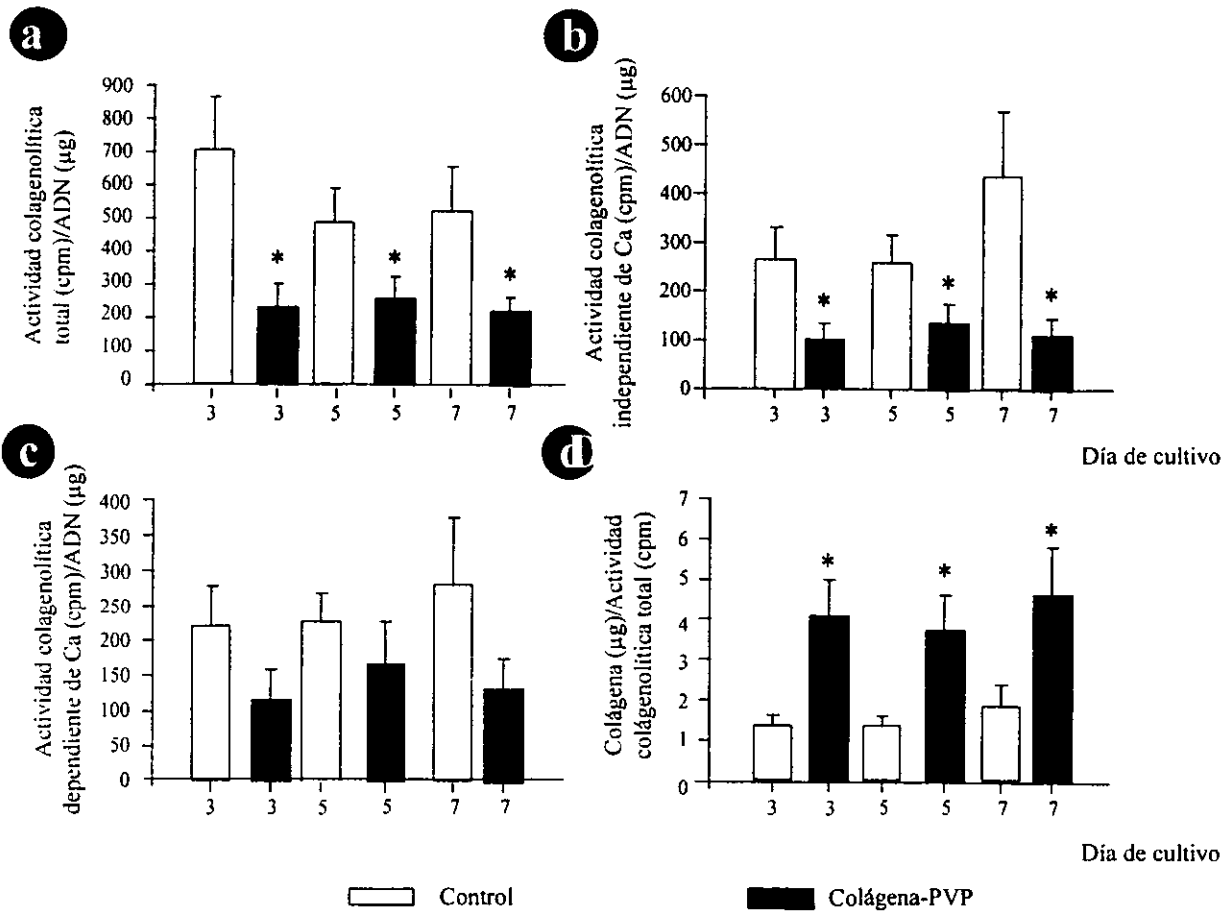 a
Actividad colagenolítica
total (cpm)/ADN (µg)
900
800
700
600
500
400
300
200
100
0
* * *
3 3 5 5 7 7
b
Actividad colagenolítica
independiente de Ca (cpm)/ADN (µg)
600
500
400
300
200
100
0
* * *
3 3 5 5 7 7
Día de cultivo
c
Actividad colagenolítica
dependiente de Ca (cpm)/ADN (µg)
400
350
300
250
200
150
100
50
0
3 3 5 5 7 7
d
Colágena (µg)/Actividad
colágenolítica total (cpm)
7
6
5
4
3
2
1
0
* * *
3 3 5 5 7 7
Día de cultivo
Control
Colágena-PVP